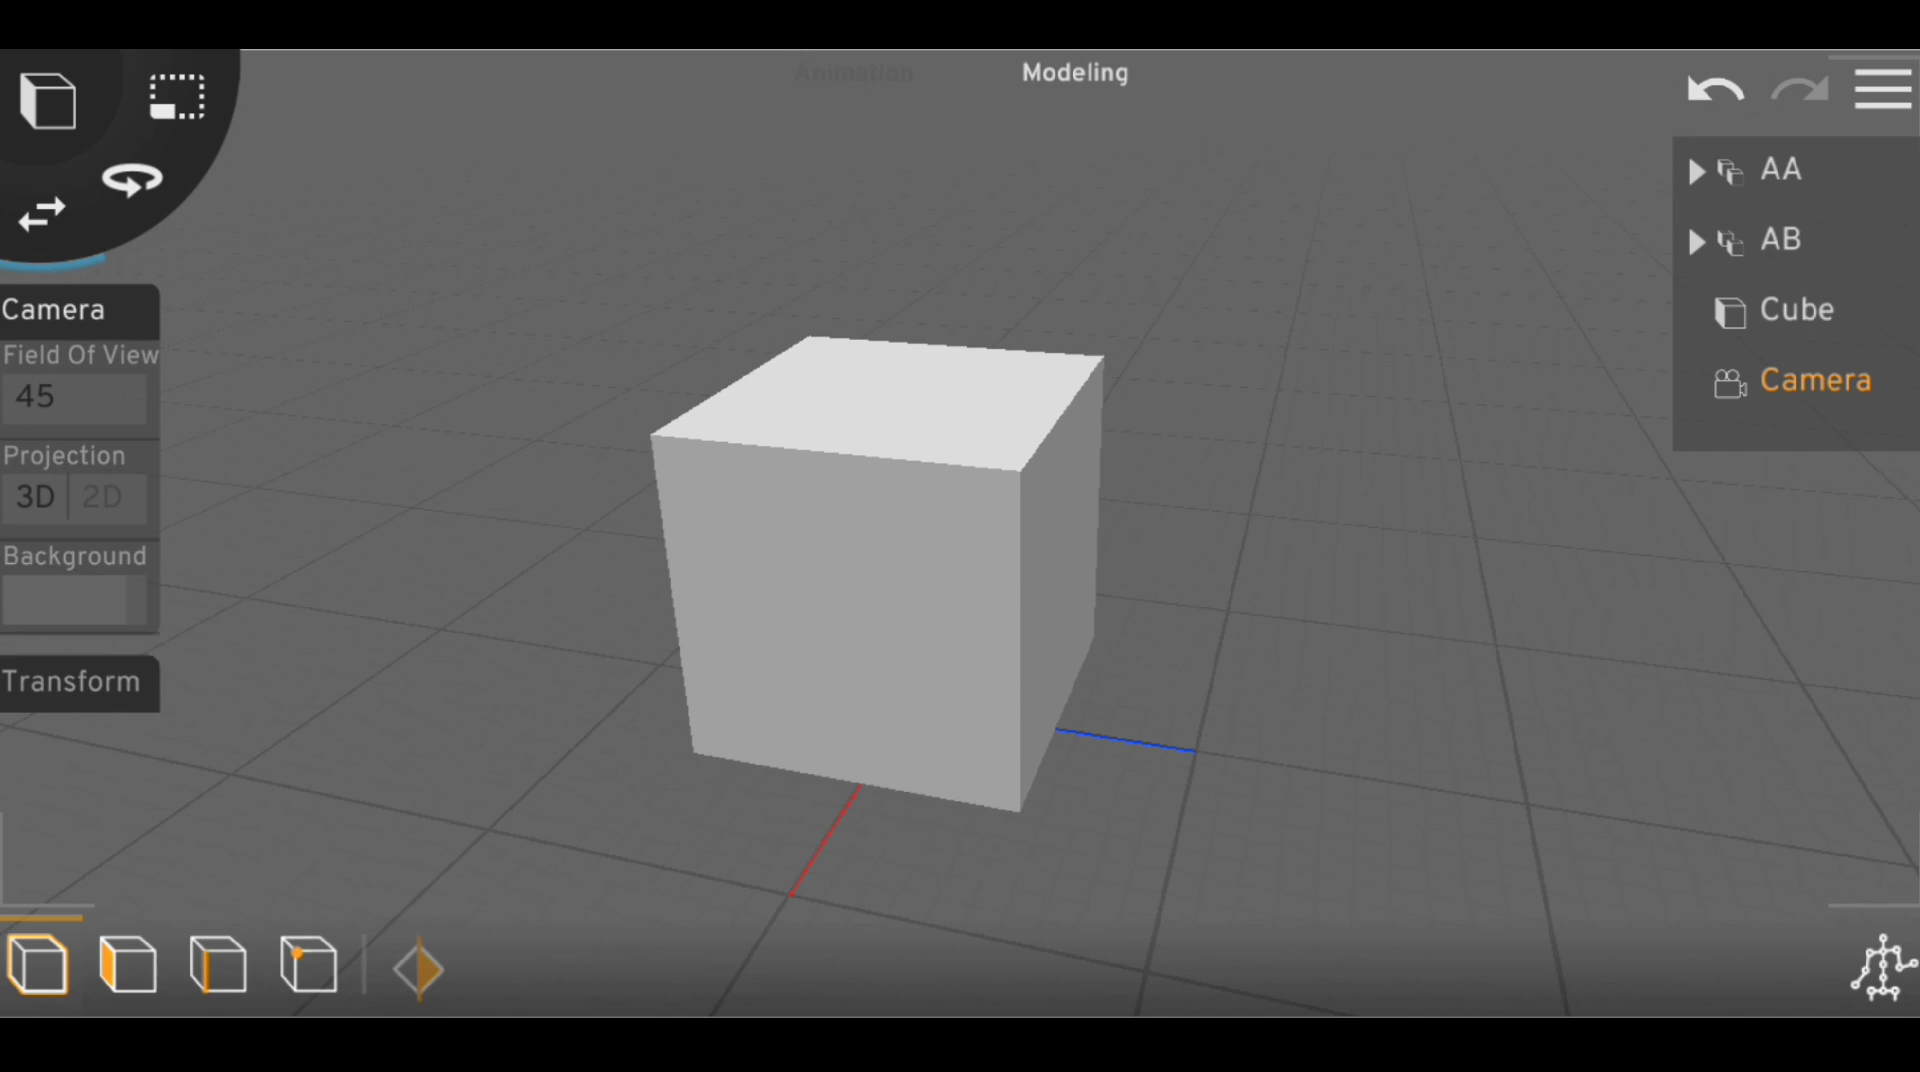 Animation
Modeling
AA
AB
Cube
Camera
Camera
Field Of View
45
Projection
3D 2D
Background
Transform